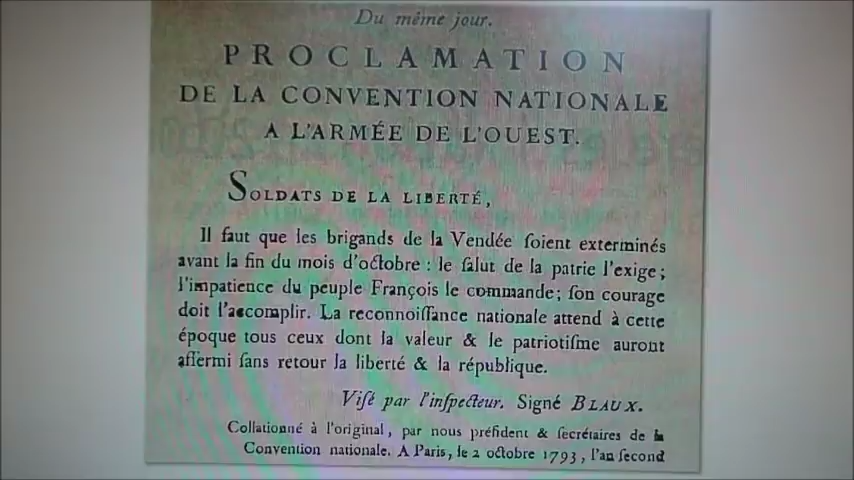 Du même jour.
PROCLAMATION
DE LA CONVENTION NATIONALE
A L'ARMÉE DE L'OUEST.
SOLDATS DE LA LIBERTÉ,
Il faut que les brigands de la Vendée ſoient exterminés
avant la fin du mois d'octobre : le ſalut de la patrie l'exige ;
l'impatience du peuple François le commande ; ſon courage
doit l'accomplir. La reconnoiſſance nationale attend à cette
époque tous ceux dont la valeur & le patriotiſme auront
affermi ſans retour la liberté & la république.
Viſé par l'inſpecteur. Signé BLAUX.
Collationné à l'original, par nous préſident & ſecrétaires de la
Convention nationale. A Paris, le 2 octobre 1793, l'an ſecond